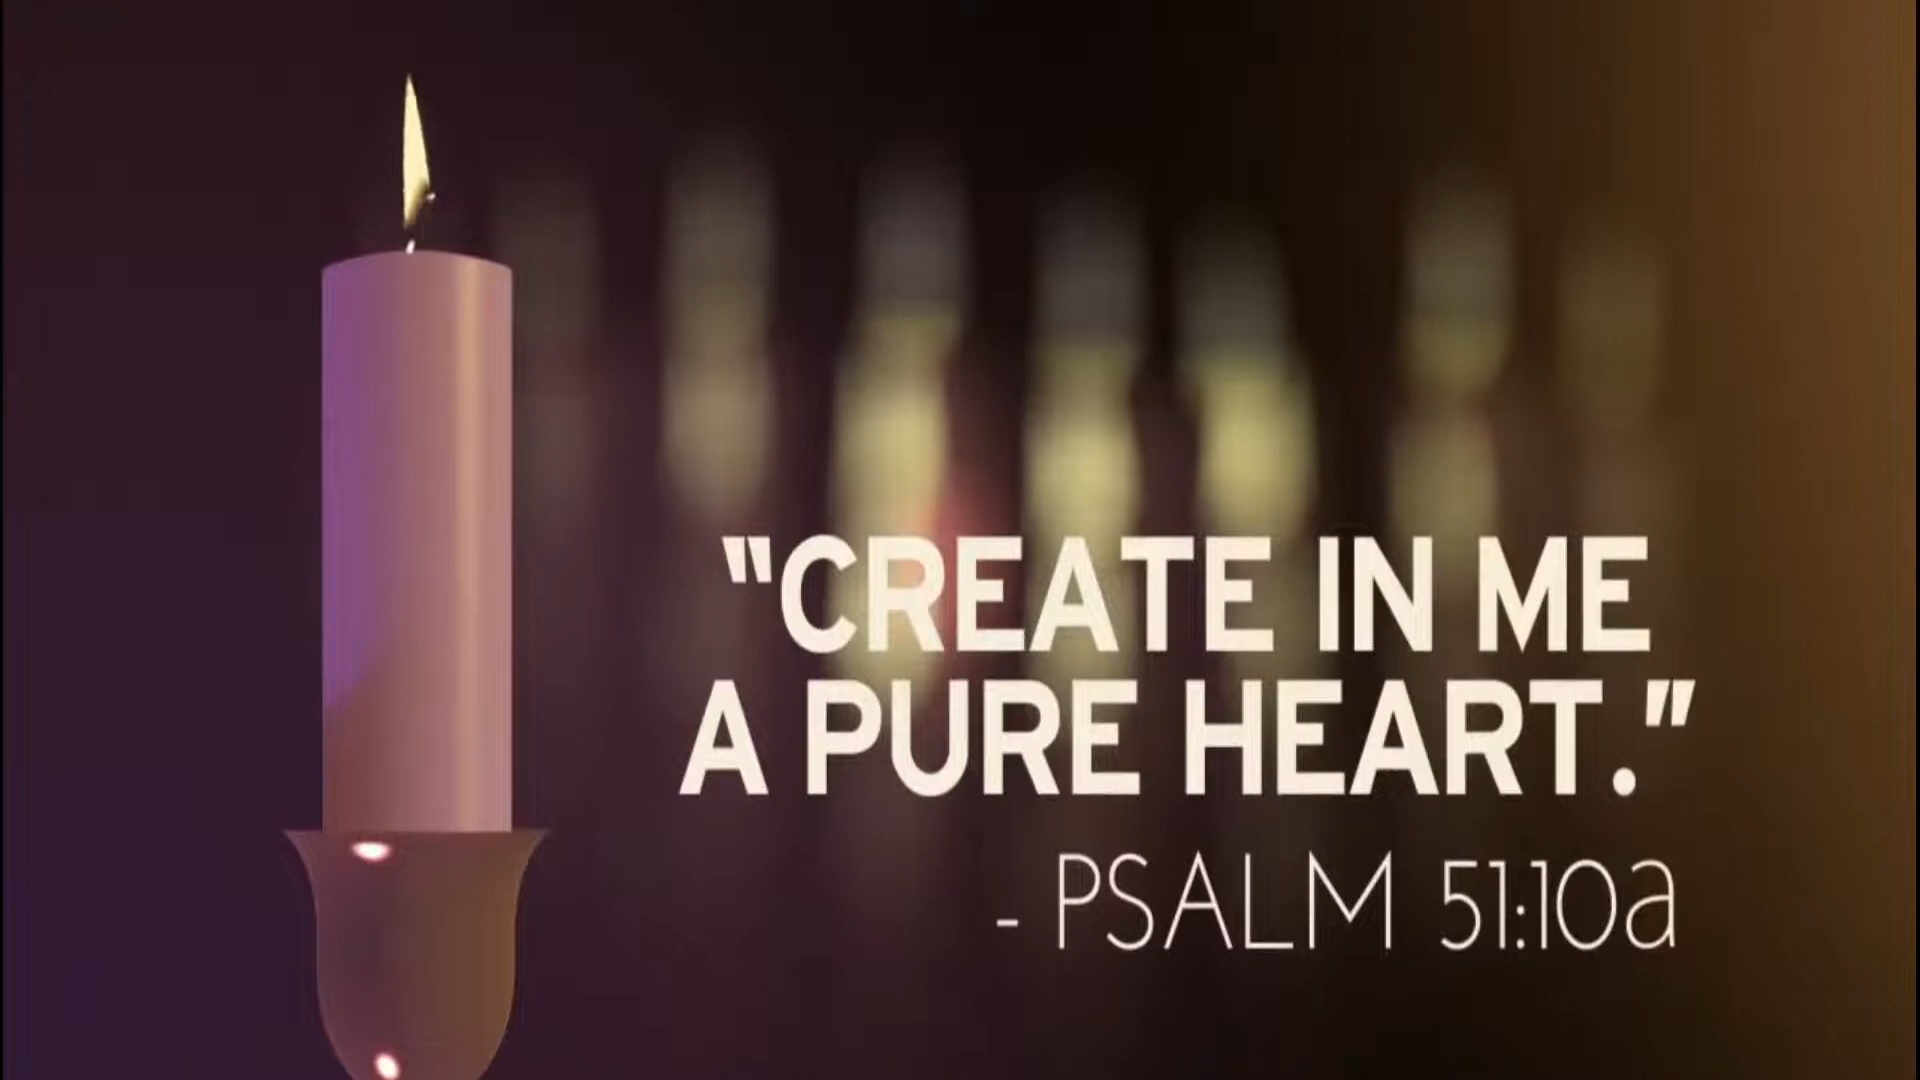 “CREATE IN ME
A PURE HEART.”
- PSALM 51:10a